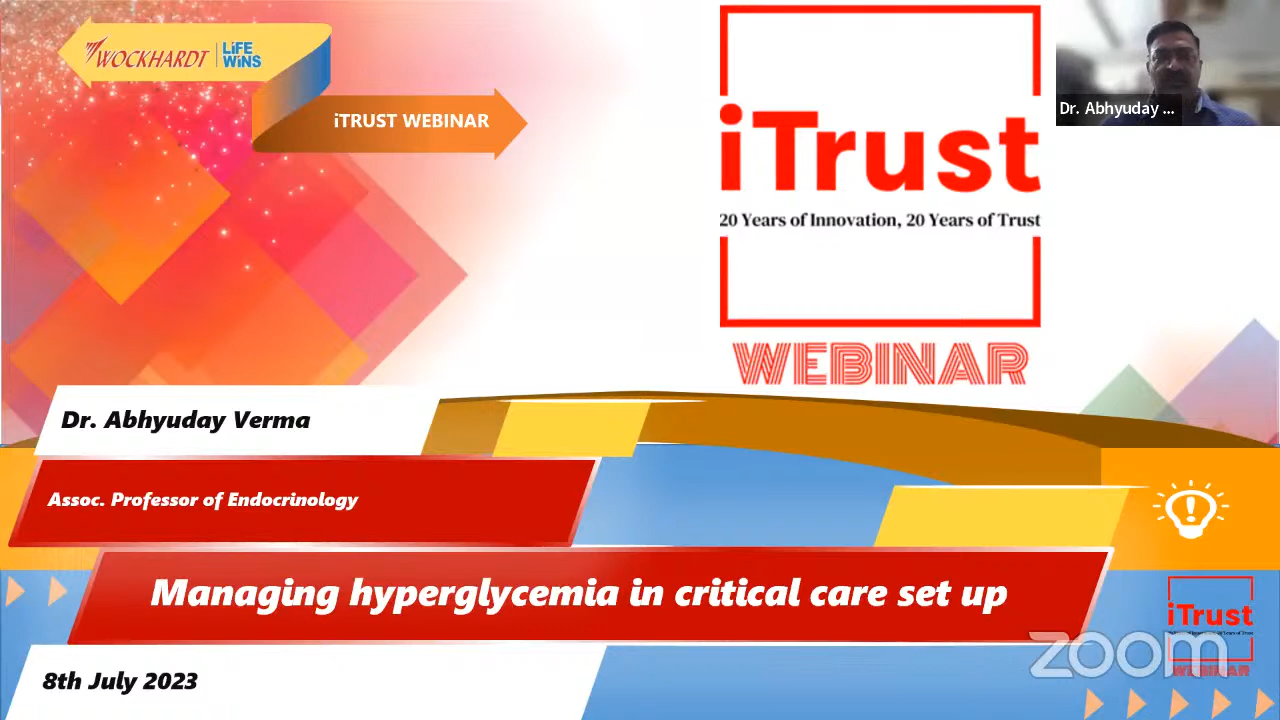 WOCKHARDT LiFE WiNS
iTRUST WEBINAR
iTrust
20 Years of Innovation, 20 Years of Trust
WEBINAR
Dr. Abhyuday ...
Dr. Abhyuday Verma
Assoc. Professor of Endocrinology
Managing hyperglycemia in critical care set up
8th July 2023
iTrust
WEBINAR
zoom